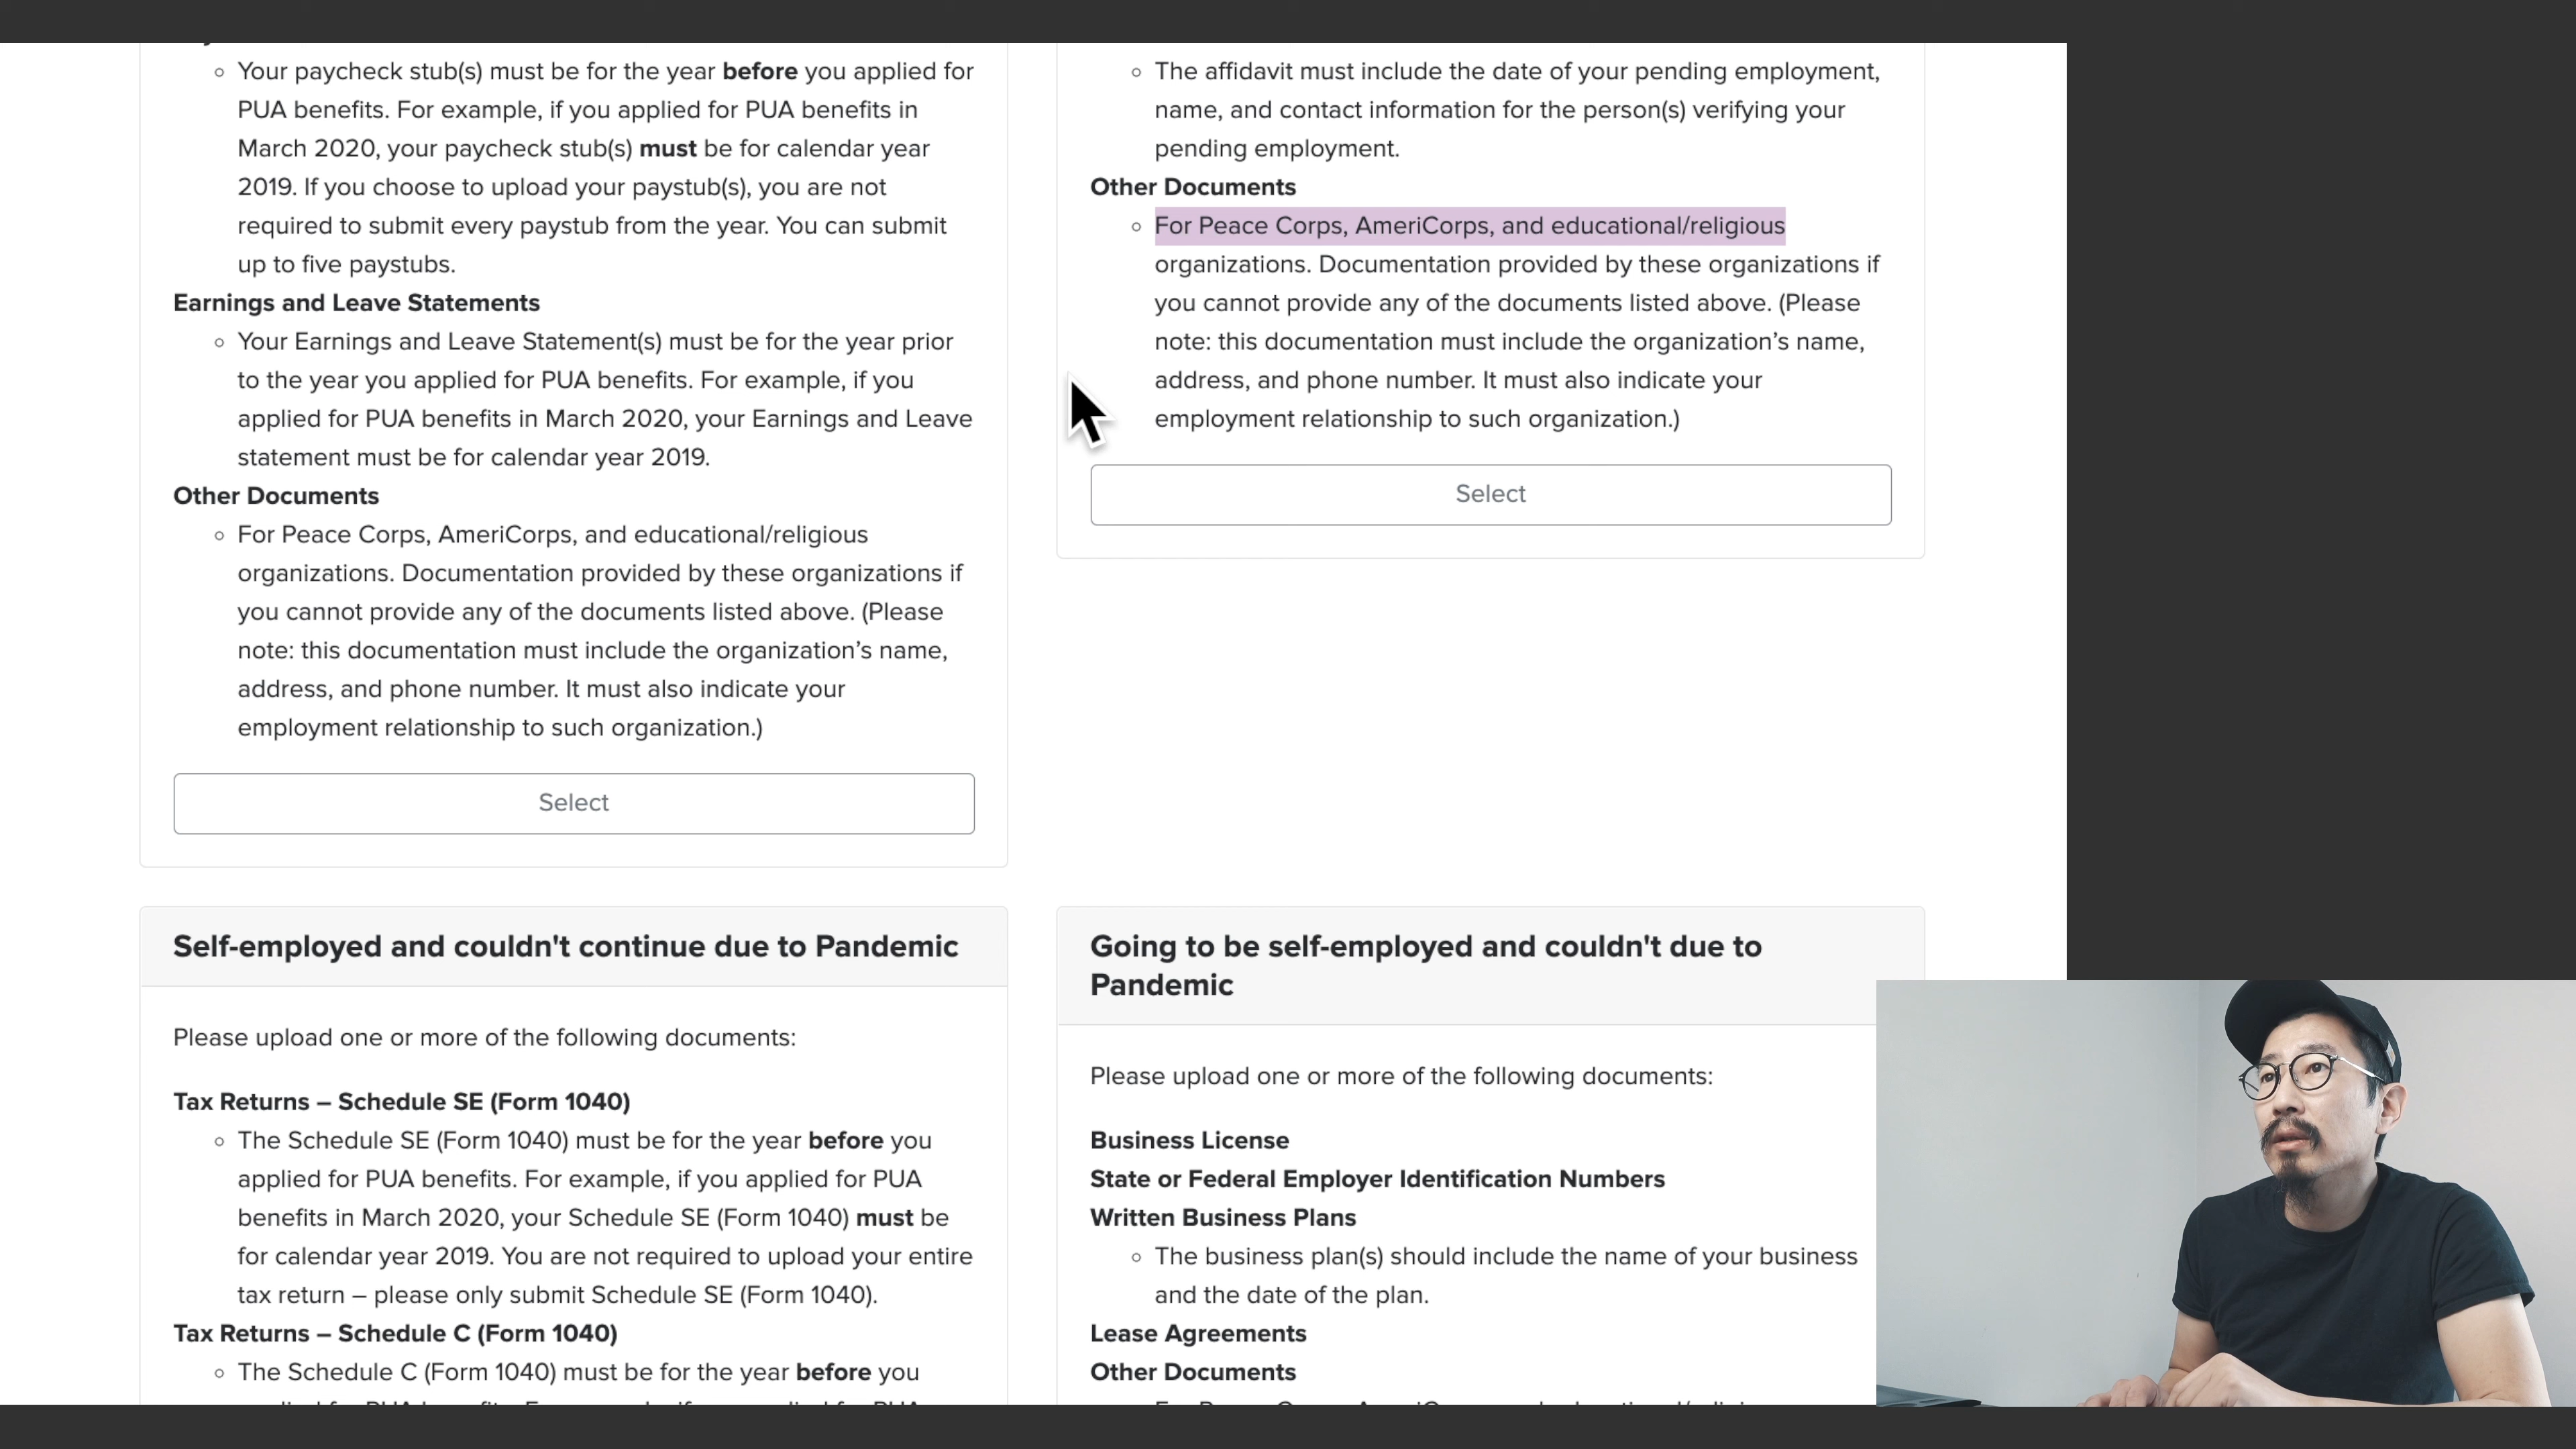 Your paycheck stub(s) must be for the year before you applied for
PUA benefits. For example, if you applied for PUA benefits in
March 2020, your paycheck stub(s) must be for calendar year
2019. If you choose to upload your paystub(s), you are not
required to submit every paystub from the year. You can submit
up to five paystubs.
Earnings and Leave Statements
Your Earnings and Leave Statement(s) must be for the year prior
to the year you applied for PUA benefits. For example, if you
applied for PUA benefits in March 2020, your Earnings and Leave
statement must be for calendar year 2019.
Other Documents
For Peace Corps, AmeriCorps, and educational/religious
organizations. Documentation provided by these organizations if
you cannot provide any of the documents listed above. (Please
note: this documentation must include the organization’s name,
address, and phone number. It must also indicate your
employment relationship to such organization.)
Select
The affidavit must include the date of your pending employment,
name, and contact information for the person(s) verifying your
pending employment.
Other Documents
For Peace Corps, AmeriCorps, and educational/religious
organizations. Documentation provided by these organizations if
you cannot provide any of the documents listed above. (Please
note: this documentation must include the organization’s name,
address, and phone number. It must also indicate your
employment relationship to such organization.)
Select
Self-employed and couldn't continue due to Pandemic
Please upload one or more of the following documents:
Tax Returns – Schedule SE (Form 1040)
The Schedule SE (Form 1040) must be for the year before you
applied for PUA benefits. For example, if you applied for PUA
benefits in March 2020, your Schedule SE (Form 1040) must be
for calendar year 2019. You are not required to upload your entire
tax return – please only submit Schedule SE (Form 1040).
Tax Returns – Schedule C (Form 1040)
The Schedule C (Form 1040) must be for the year before you
Going to be self-employed and couldn't due to
Pandemic
Please upload one or more of the following documents:
Business License
State or Federal Employer Identification Numbers
Written Business Plans
The business plan(s) should include the name of your business
and the date of the plan.
Lease Agreements
Other Documents